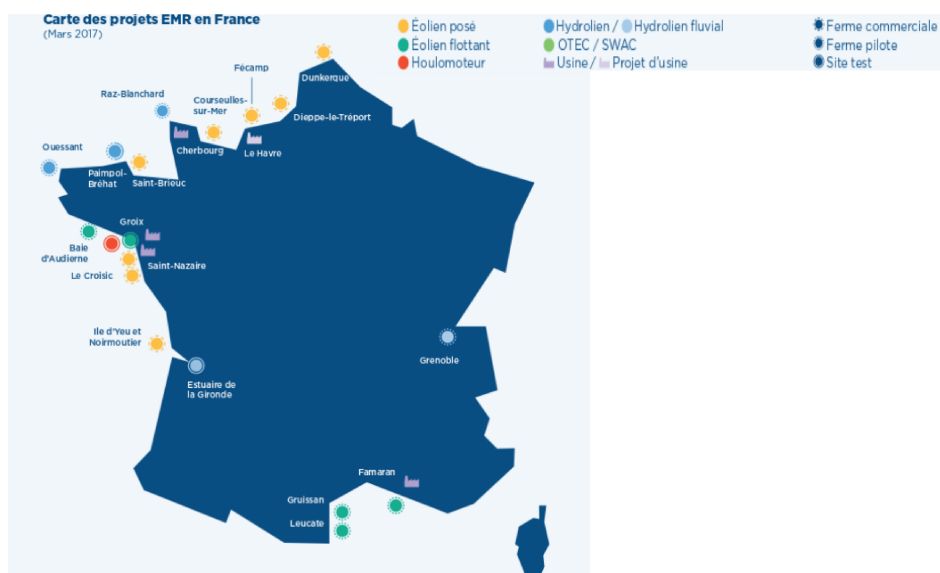 Carte des projets EMR en France
(Mars 2017)
Éolien posé
Éolien flottant
Houlomoteur
Hydrolien / Hydrolien fluvial
OTEC / SWAC
Usine / Projet d'usine
Ferme commerciale
Ferme pilote
Site test
Dunkerque
Fécamp
Raz-Blanchard
Courseulles-
sur-Mer
Dieppe-le-Tréport
Cherbourg
Le Havre
Ouessant
Paimpol-
Bréhat
Saint-Brieuc
Groix
Baie
d'Audierne
Saint-Nazaire
Le Croisic
Ile d'Yeu et
Noirmoutier
Grenoble
Estuaire de
la Gironde
Famaran
Gruissan
Leucate